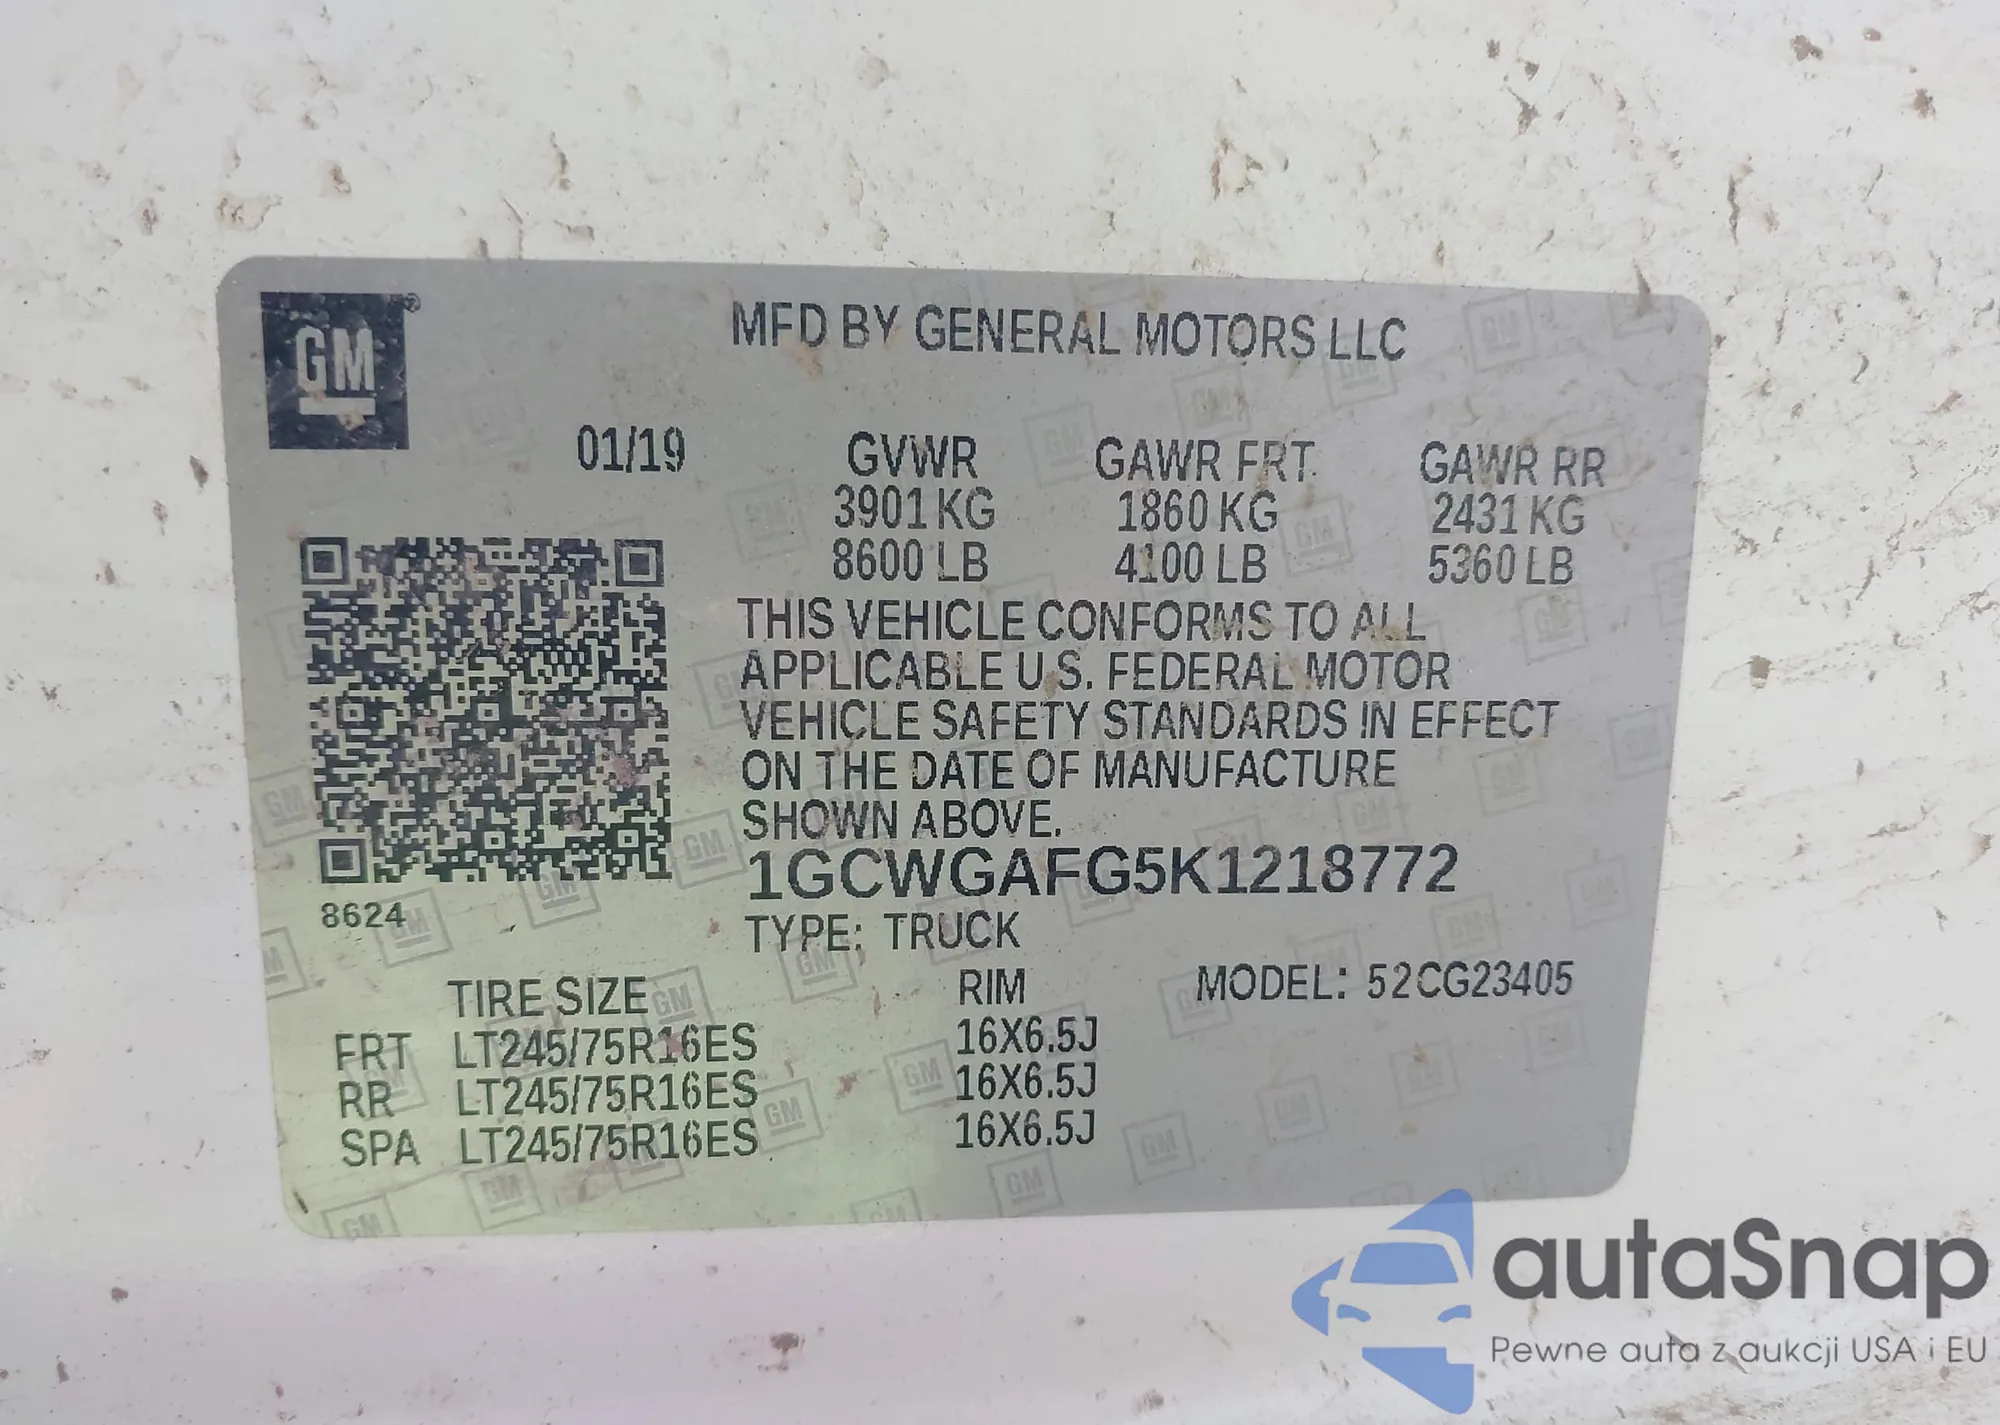 GM
MFD BY GENERAL MOTORS LLC
01/19 GVWR GAWR FRT GAWR RR
3901 KG 1860 KG 2431 KG
8600 LB 4100 LB 5360 LB
THIS VEHICLE CONFORMS TO ALL
APPLICABLE U.S. FEDERAL MOTOR
VEHICLE SAFETY STANDARDS IN EFFECT
ON THE DATE OF MANUFACTURE
SHOWN ABOVE.
1GCWGAFG5K1218772
8624
TYPE: TRUCK
TIRE SIZE RIM MODEL: 52CG23405
FRT LT245/75R16ES 16X6.5J
RR LT245/75R16ES 16X6.5J
SPA LT245/75R16ES 16X6.5J
autaSnap
Pewne auta z aukcji USA i EU